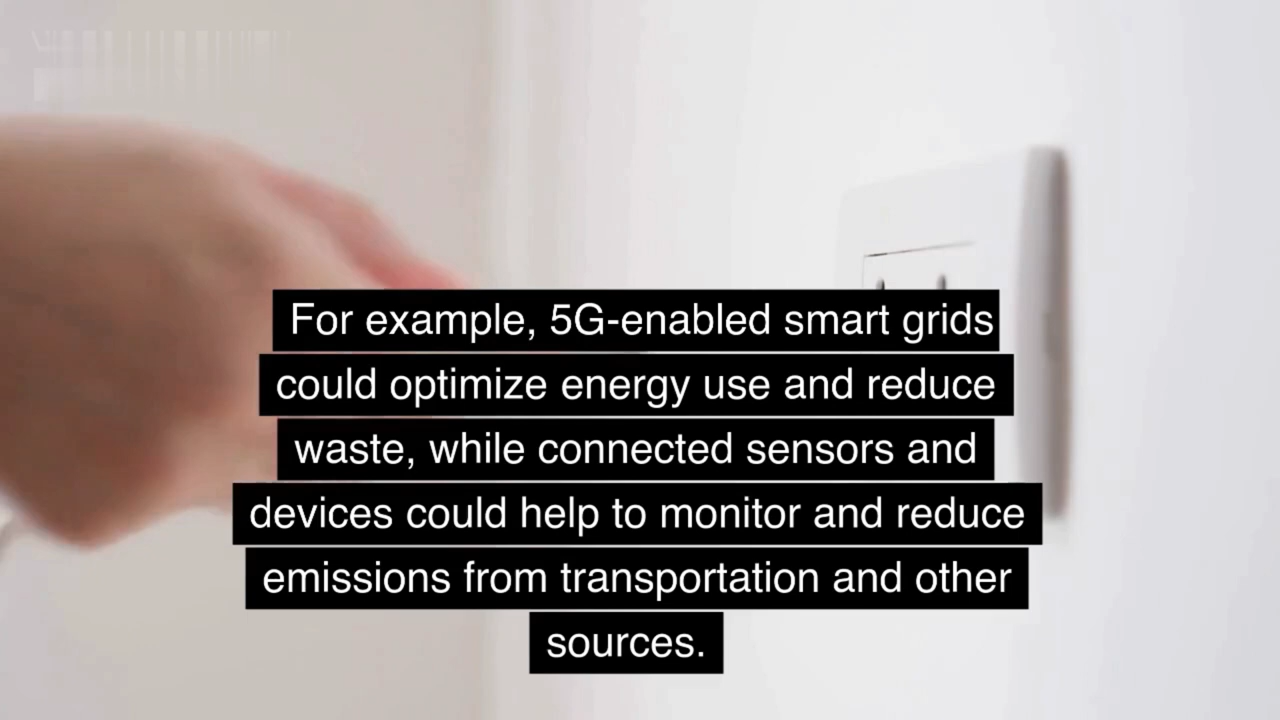 For example, 5G-enabled smart grids
could optimize energy use and reduce
waste, while connected sensors and
devices could help to monitor and reduce
emissions from transportation and other
sources.